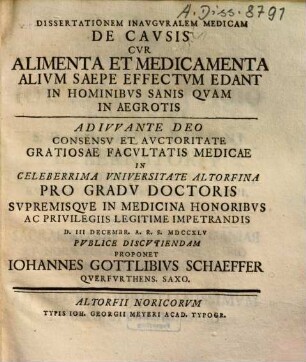 A. Diss. 8791
DISSERTATIONEM INAVGVRALEM MEDICAM
DE CAVSIS
CVR
ALIMENTA ET MEDICAMENTA
ALIVM SAEPE EFFECTVM EDANT
IN HOMINIBVS SANIS QVAM
IN AEGROTIS
ADIVVANTE DEO
CONSENSV ET AVCTORITATE
GRATIOSAE FACVLTATIS MEDICAE
IN
CELEBERRIMA VNIVERSITATE ALTORFINA
PRO GRADV DOCTORIS
SVPREMISQVE IN MEDICINA HONORIBVS
AC PRIVILEGIIS LEGITIME IMPETRANDIS
D. III DECEMBR. A. R. S. MDCCXLV
PVBLICE DISCVTIENDAM
PROPONET
IOHANNES GOTTLIBIVS SCHAEFFER
QVERFVRTHENS. SAXO.
ALTORFII NORICORVM
TYPIS IOH. GEORGII MEYERI ACAD. TYPOGR.